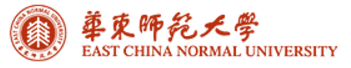 華東師範大學
EAST CHINA NORMAL UNIVERSITY